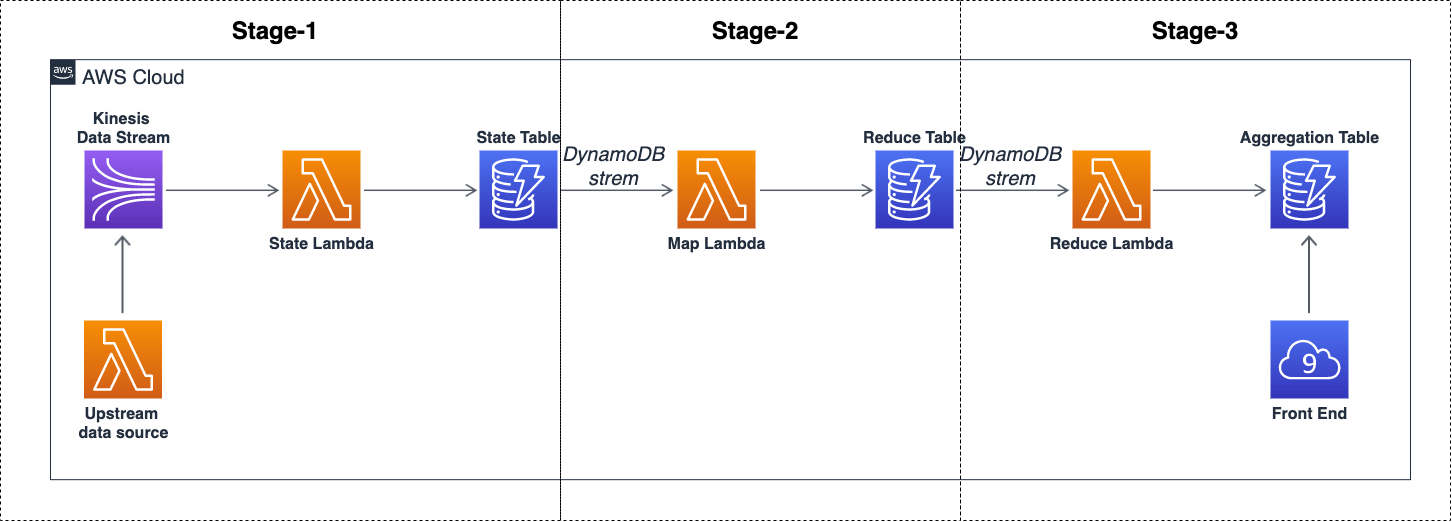 Stage-1
Stage-2
Stage-3
aws
AWS Cloud
Kinesis
Data Stream
State Table
Reduce Table
Aggregation Table
DynamoDB
strem
DynamoDB
strem
State Lambda
Map Lambda
Reduce Lambda
9
Upstream
data source
Front End